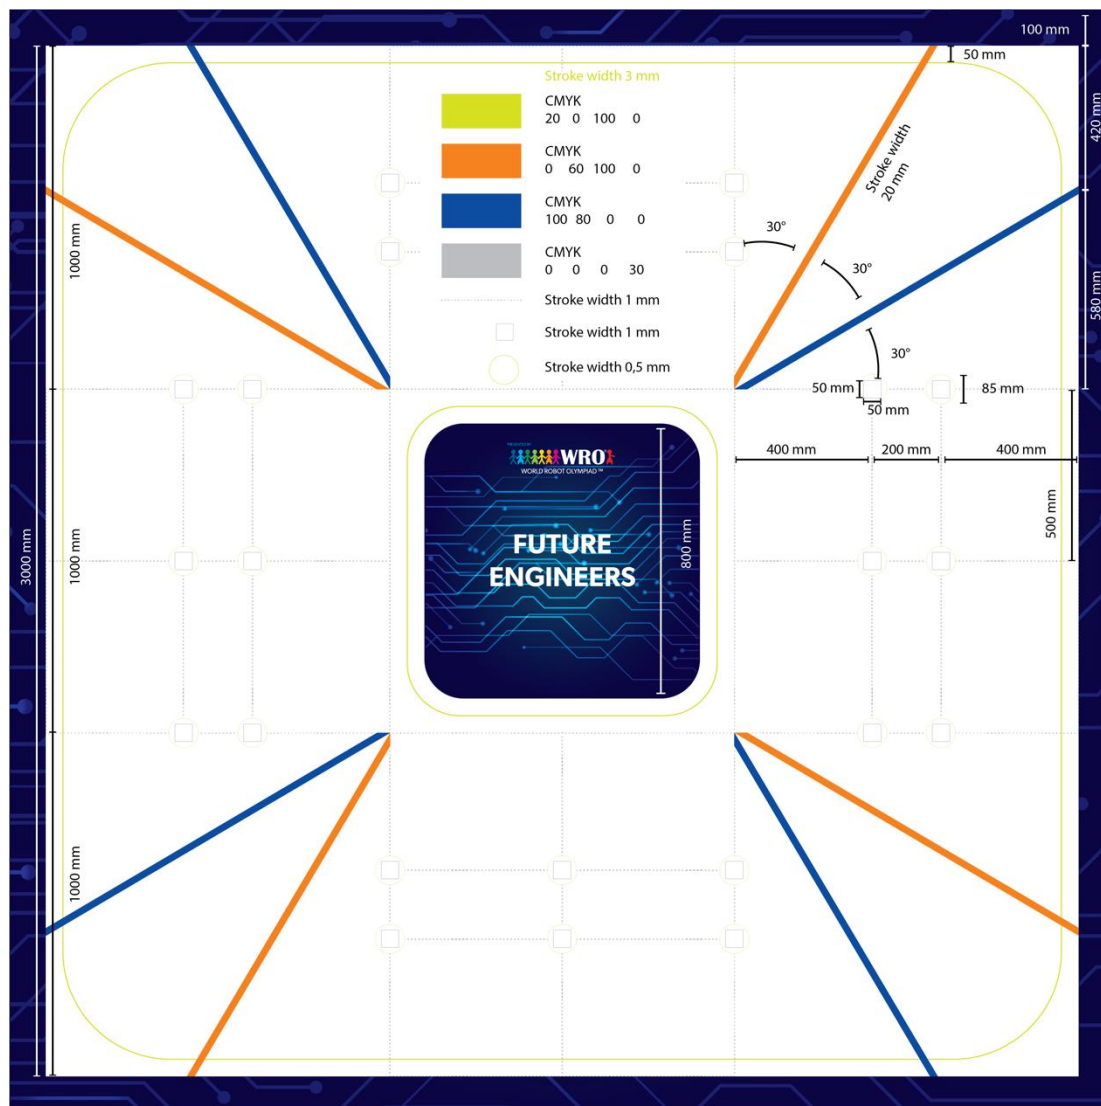 100 mm
50 mm
Stroke width 3 mm
CMYK
20 0 100 0
CMYK
0 60 100 0
CMYK
100 80 0 0
CMYK
0 0 0 30
Stroke width 1 mm
Stroke width 1 mm
Stroke width 0,5 mm
Stroke width
20 mm
420 mm
30°
30°
30°
580 mm
1000 mm
50 mm
50 mm
85 mm
400 mm
200 mm
400 mm
500 mm
PRESENTED BY
WRO
WORLD ROBOT OLYMPIAD™
FUTURE
ENGINEERS
800 mm
3000 mm
1000 mm
1000 mm